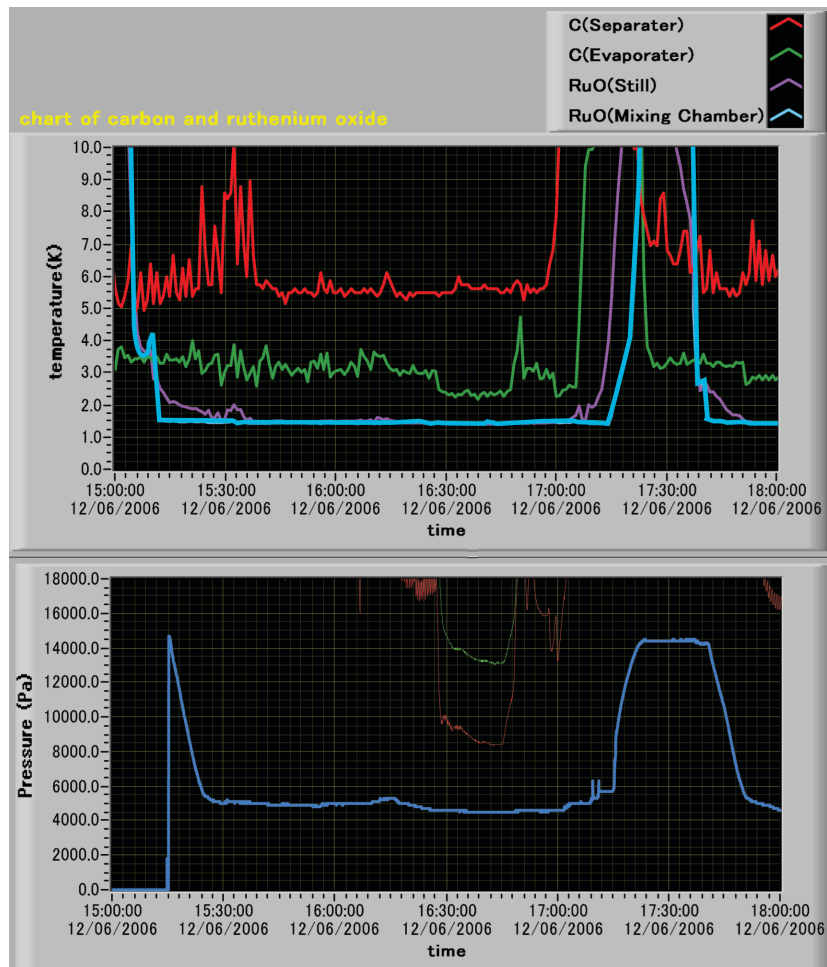 C(Separater)
C(Evaporater)
RuO(Still)
RuO(Mixing Chamber)
chart of carbon and ruthenium oxide
temperature{K}
10.0
9.0
8.0
7.0
6.0
5.0
4.0
3.0
2.0
1.0
0.0
15:00:00 15:30:00 16:00:00 16:30:00 17:00:00 17:30:00 18:00:00
12/06/2006 12/06/2006 12/06/2006 12/06/2006 12/06/2006 12/06/2006 12/06/2006
time
Pressure {Pa}
18000.0
16000.0
14000.0
12000.0
10000.0
8000.0
6000.0
4000.0
2000.0
0.0
15:00:00 15:30:00 16:00:00 16:30:00 17:00:00 17:30:00 18:00:00
12/06/2006 12/06/2006 12/06/2006 12/06/2006 12/06/2006 12/06/2006 12/06/2006
time